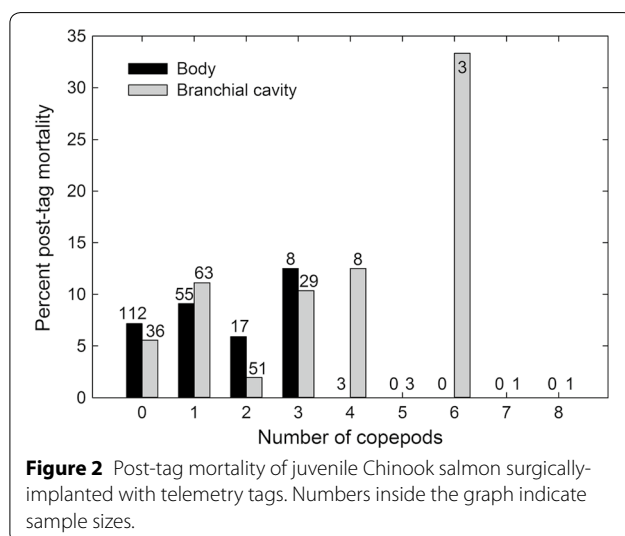 35
30
25
20
15
10
5
0
Percent post-tag mortality
Body
Branchial cavity
112
36
55
63
17
51
8
29
3
8
0 3
0
3
0 1
0 1
0 1 2 3 4 5 6 7 8
Number of copepods
Figure 2 Post-tag mortality of juvenile Chinook salmon surgically-
implanted with telemetry tags. Numbers inside the graph indicate
sample sizes.